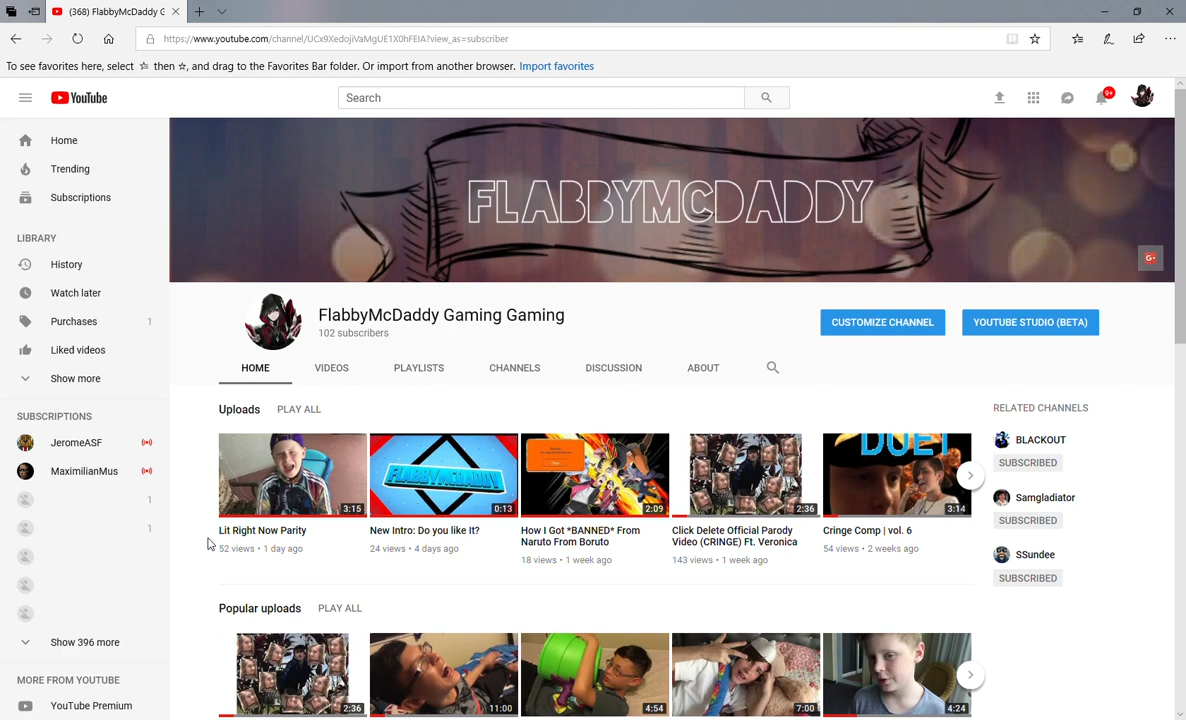 (368) FlabbyMcDaddy G
https://www.youtube.com/channel/UCx9XedojiVaMgUE1X0hFEIA?view_as=subscriber
To see favorites here, select ☆ then ☆, and drag to the Favorites Bar folder. Or import from another browser. Import favorites
YouTube
Search
9+
Home
Trending
Subscriptions
LIBRARY
History
Watch later
Purchases 1
Liked videos
Show more
SUBSCRIPTIONS
JeromeASF
MaximilianMus
1
1
Show 396 more
MORE FROM YOUTUBE
YouTube Premium
FLABBYMCDADDY
G+
FlabbyMcDaddy Gaming Gaming
102 subscribers
CUSTOMIZE CHANNEL
YOUTUBE STUDIO (BETA)
HOME VIDEOS PLAYLISTS CHANNELS DISCUSSION ABOUT
Uploads PLAY ALL
3:15
Lit Right Now Parity
52 views • 1 day ago
FLABBYMCDADDY
0:13
New Intro: Do you like It?
24 views • 4 days ago
2:09
How I Got *BANNED* From
Naruto From Boruto
18 views • 1 week ago
2:36
Click Delete Official Parody
Video (CRINGE) Ft. Veronica
143 views • 1 week ago
DUET
3:14
Cringe Comp | vol. 6
54 views • 2 weeks ago
Popular uploads PLAY ALL
2:36
11:00
4:54
7:00
4:24
RELATED CHANNELS
BLACKOUT
SUBSCRIBED
Samgladiator
SUBSCRIBED
SSundee
SUBSCRIBED